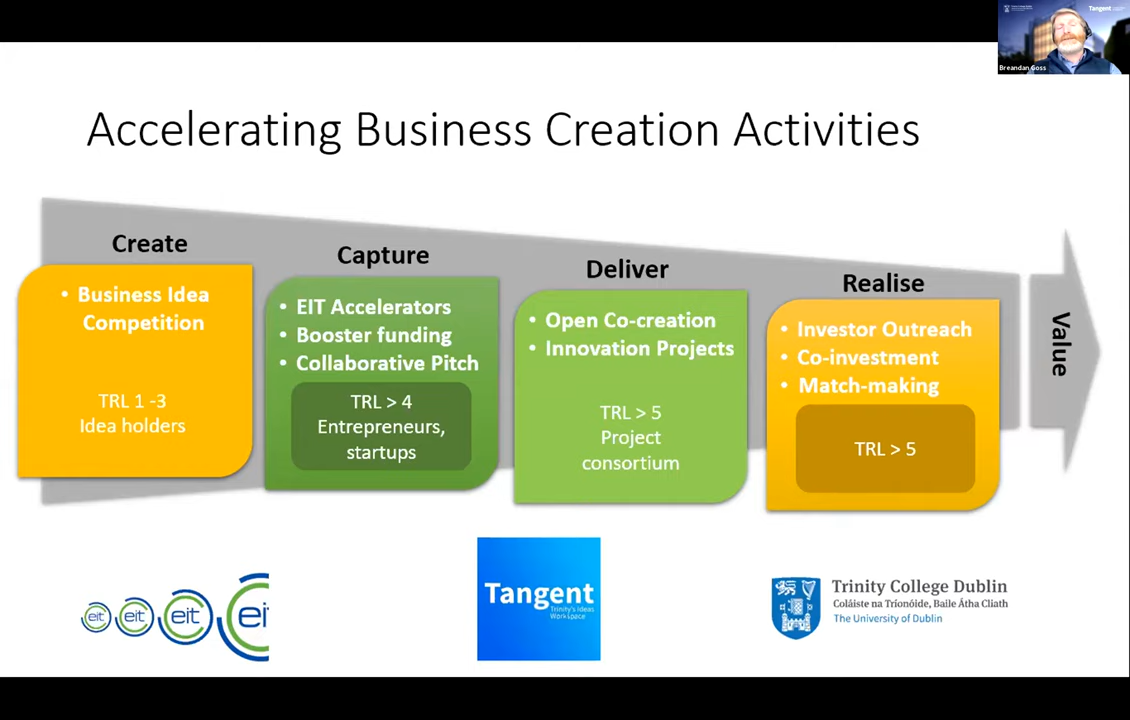 Tangent
Breandan Goss
Accelerating Business Creation Activities
Create
• Business Idea
Competition
TRL 1 -3
Idea holders
Capture
• EIT Accelerators
• Booster funding
• Collaborative Pitch
TRL > 4
Entrepreneurs,
startups
Deliver
• Open Co-creation
• Innovation Projects
TRL > 5
Project
consortium
Realise
• Investor Outreach
• Co-investment
• Match-making
TRL > 5
Value
eit
eit
eit
eit
Tangent
Trinity's Ideas
Workspace
Trinity College Dublin
Coláiste na Tríonóide, Baile Átha Cliath
The University of Dublin